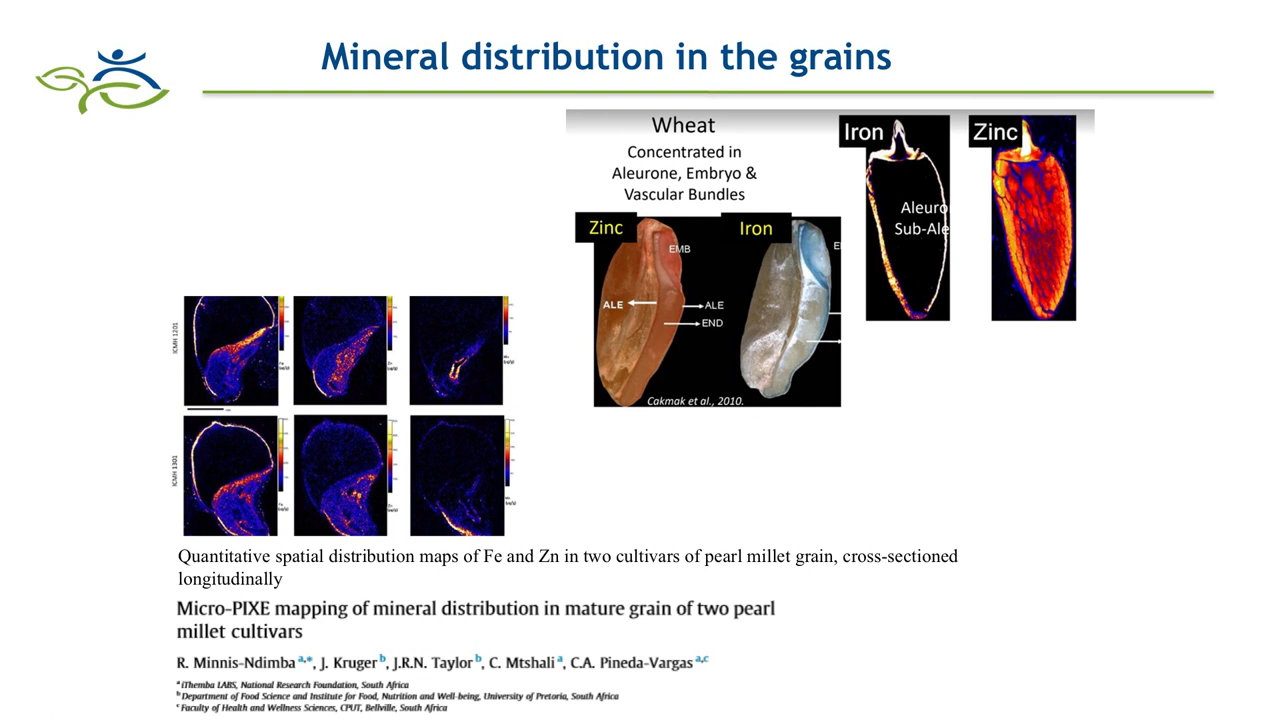 Mineral distribution in the grains
Wheat
Concentrated in
Aleurone, Embryo &
Vascular Bundles
Iron
Zinc
Aleuro
Sub-Ale
Zinc
Iron
EMB
ALE
ALE
END
Cakmak et al., 2010.
ICMH 1201
ICMH 1301
Quantitative spatial distribution maps of Fe and Zn in two cultivars of pearl millet grain, cross-sectioned
longitudinally
Micro-PIXE mapping of mineral distribution in mature grain of two pearl
millet cultivars
R. Minnis-Ndimba a,*, J. Kruger b, J.R.N. Taylor b, C. Mtshali a, C.A. Pineda-Vargas a,c
a iThemba LABS, National Research Foundation, South Africa
b Department of Food Science and Institute for Food, Nutrition and Well-being, University of Pretoria, South Africa
c Faculty of Health and Wellness Sciences, CPUT, Bellville, South Africa